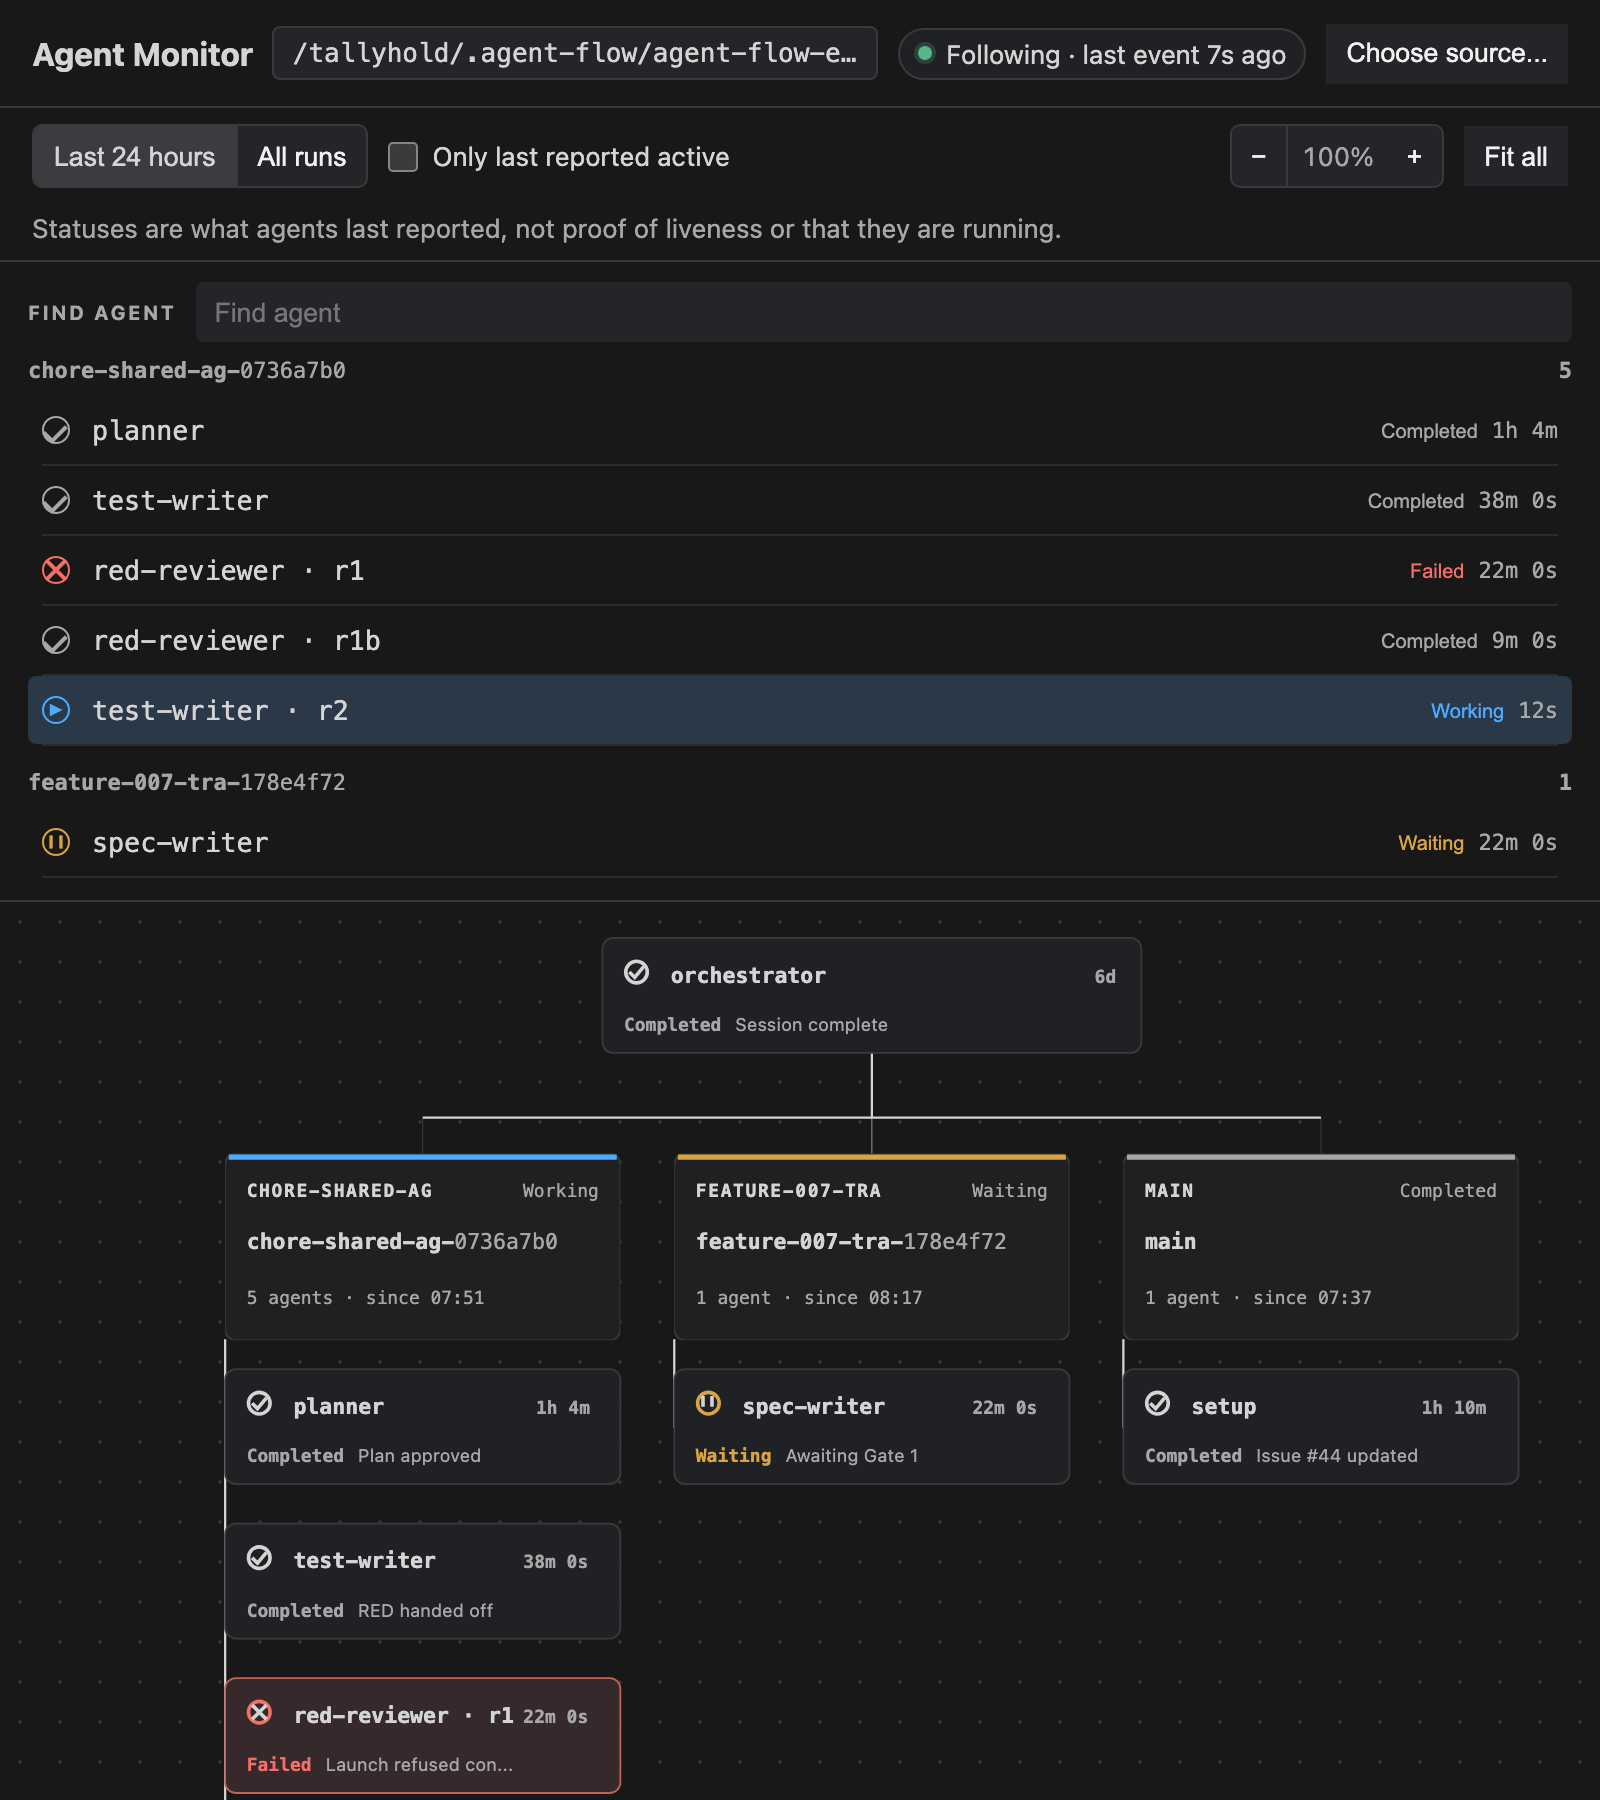 Agent Monitor /tallyhold/.agent-flow/agent-flow-e… Following · last event 7s ago Choose source...
Last 24 hours All runs Only last reported active − 100% + Fit all
Statuses are what agents last reported, not proof of liveness or that they are running.
FIND AGENT Find agent
chore-shared-ag-0736a7b0 5
planner Completed 1h 4m
test-writer Completed 38m 0s
red-reviewer · r1 Failed 22m 0s
red-reviewer · r1b Completed 9m 0s
test-writer · r2 Working 12s
feature-007-tra-178e4f72 1
spec-writer Waiting 22m 0s
orchestrator 6d
Completed Session complete
CHORE-SHARED-AG Working
chore-shared-ag-0736a7b0
5 agents · since 07:51
FEATURE-007-TRA Waiting
feature-007-tra-178e4f72
1 agent · since 08:17
MAIN Completed
main
1 agent · since 07:37
planner 1h 4m
Completed Plan approved
spec-writer 22m 0s
Waiting Awaiting Gate 1
setup 1h 10m
Completed Issue #44 updated
test-writer 38m 0s
Completed RED handed off
red-reviewer · r1 22m 0s
Failed Launch refused con...